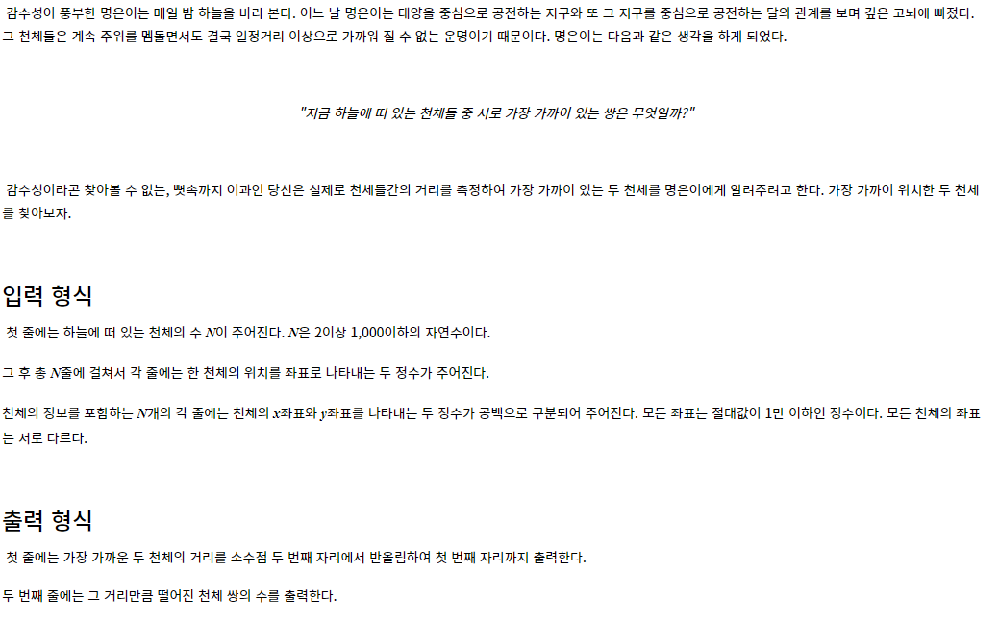 감수성이 풍부한 명은이는 매일 밤 하늘을 바라 본다. 어느 날 명은이는 태양을 중심으로 공전하는 지구와 또 그 지구를 중심으로 공전하는 달의 관계를 보며 깊은 고뇌에 빠졌다.
그 천체들은 계속 주위를 멤돌면서도 결국 일정거리 이상으로 가까워 질 수 없는 운명이기 때문이다. 명은이는 다음과 같은 생각을 하게 되었다.
"지금 하늘에 떠 있는 천체들 중 서로 가장 가까이 있는 쌍은 무엇일까?"
감수성이라곤 찾아볼 수 없는, 뼛속까지 이과인 당신은 실제로 천체들간의 거리를 측정하여 가장 가까이 있는 두 천체를 명은이에게 알려주려고 한다. 가장 가까이 위치한 두 천체
를 찾아보자.
입력 형식
첫 줄에는 하늘에 떠 있는 천체의 수 N이 주어진다. N은 2이상 1,000이하의 자연수이다.
그 후 총 N줄에 걸쳐서 각 줄에는 한 천체의 위치를 좌표로 나타내는 두 정수가 주어진다.
천체의 정보를 포함하는 N개의 각 줄에는 천체의 x좌표와 y좌표를 나타내는 두 정수가 공백으로 구분되어 주어진다. 모든 좌표는 절대값이 1만 이하인 정수이다. 모든 천체의 좌표
는 서로 다르다.
출력 형식
첫 줄에는 가장 가까운 두 천체의 거리를 소수점 두 번째 자리에서 반올림하여 첫 번째 자리까지 출력한다.
두 번째 줄에는 그 거리만큼 떨어진 천체 쌍의 수를 출력한다.